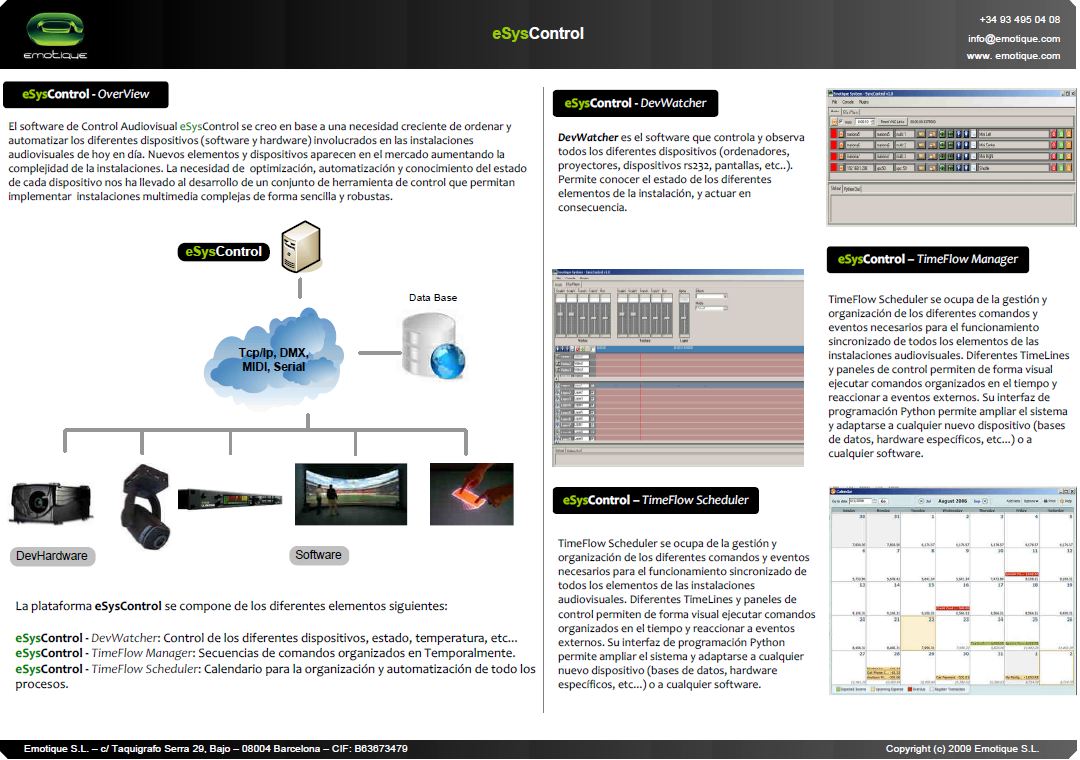 emotique
eSysControl
+34 93 495 04 08
info@emotique.com
www. emotique.com
eSysControl - OverView
El software de Control Audiovisual eSysControl se creo en base a una necesidad creciente de ordenar y
automatizar los diferentes dispositivos (software y hardware) involucrados en las instalaciones
audiovisuales de hoy en día. Nuevos elementos y dispositivos aparecen en el mercado aumentando la
complejidad de la instalaciones. La necesidad de optimización, automatización y conocimiento del estado
de cada dispositivo nos ha llevado al desarrollo de un conjunto de herramienta de control que permitan
implementar instalaciones multimedia complejas de forma sencilla y robustas.
eSysControl
Data Base
Tcp/Ip, DMX,
MIDI, Serial
DevHardware
Software
La plataforma eSysControl se compone de los diferentes elementos siguientes:
eSysControl - DevWatcher: Control de los diferentes dispositivos, estado, temperatura, etc...
eSysControl - TimeFlow Manager: Secuencias de comandos organizados en Temporalmente.
eSysControl - TimeFlow Scheduler: Calendario para la organización y automatización de todo los
procesos.
eSysControl - DevWatcher
DevWatcher es el software que controla y observa
todos los diferentes dispositivos (ordenadores,
proyectores, dispositivos rs232, pantallas, etc..).
Permite conocer el estado de los diferentes
elementos de la instalación, y actuar en
consecuencia.
eSysControl – TimeFlow Manager
TimeFlow Scheduler se ocupa de la gestión y
organización de los diferentes comandos y
eventos necesarios para el funcionamiento
sincronizado de todos los elementos de las
instalaciones audiovisuales. Diferentes TimeLines
y paneles de control permiten de forma visual
ejecutar comandos organizados en el tiempo y
reaccionar a eventos externos. Su interfaz de
programación Python permite ampliar el sistema
y adaptarse a cualquier nuevo dispositivo (bases
de datos, hardware específicos, etc...) o a
cualquier software.
eSysControl – TimeFlow Scheduler
TimeFlow Scheduler se ocupa de la gestión y
organización de los diferentes comandos y eventos
necesarios para el funcionamiento sincronizado de
todos los elementos de las instalaciones
audiovisuales. Diferentes TimeLines y paneles de
control permiten de forma visual ejecutar comandos
organizados en el tiempo y reaccionar a eventos
externos. Su interfaz de programación Python
permite ampliar el sistema y adaptarse a cualquier
nuevo dispositivo (bases de datos, hardware
específicos, etc...) o a cualquier software.
Calendar
August 2006
Emotique S.L. – c/ Taquigrafo Serra 29, Bajo – 08004 Barcelona – CIF: B63673479
Copyright (c) 2009 Emotique S.L.